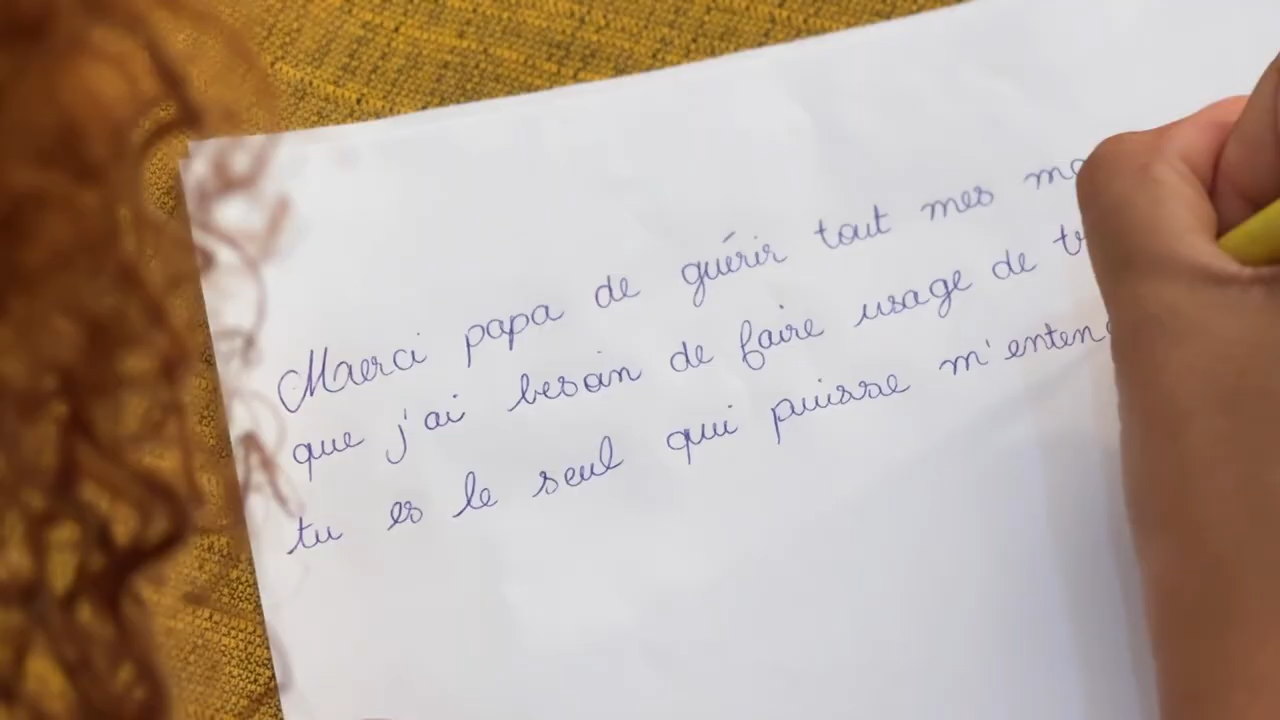 Merci papa de guérir tout mes
que j'ai besoin de faire usage de
tu es le seul qui puisse